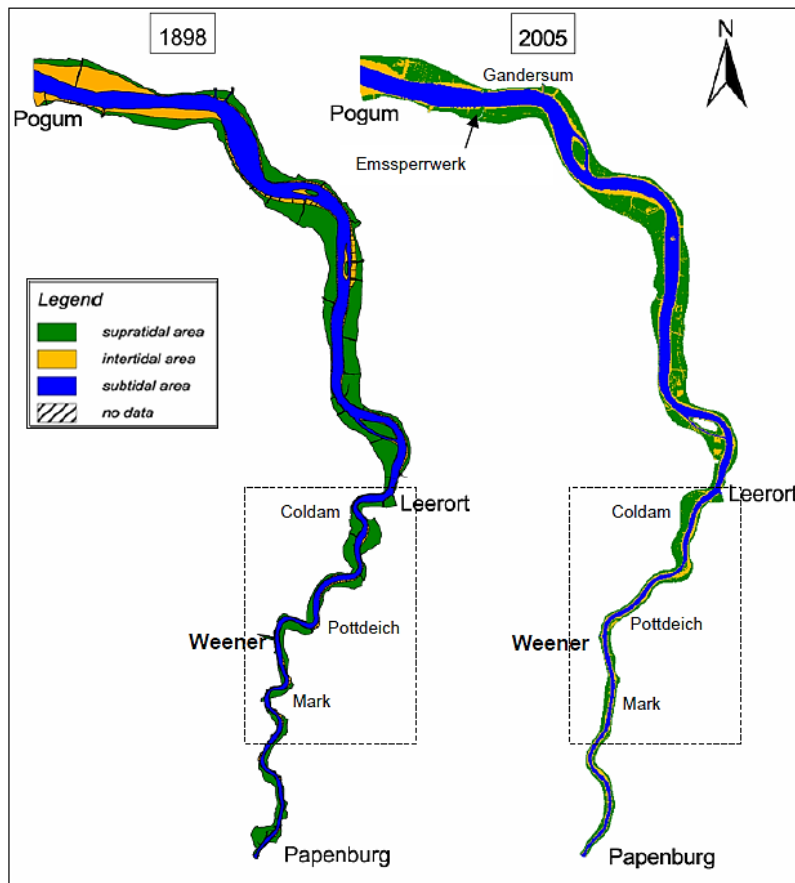 1898
2005
N
Gandersum
Pogum
Pogum
Emssperrwerk
Legend
supratidal area
intertidal area
subtidal area
no data
Leerort
Leerort
Coldam
Coldam
Pottdeich
Pottdeich
Weener
Weener
Mark
Mark
Papenburg
Papenburg